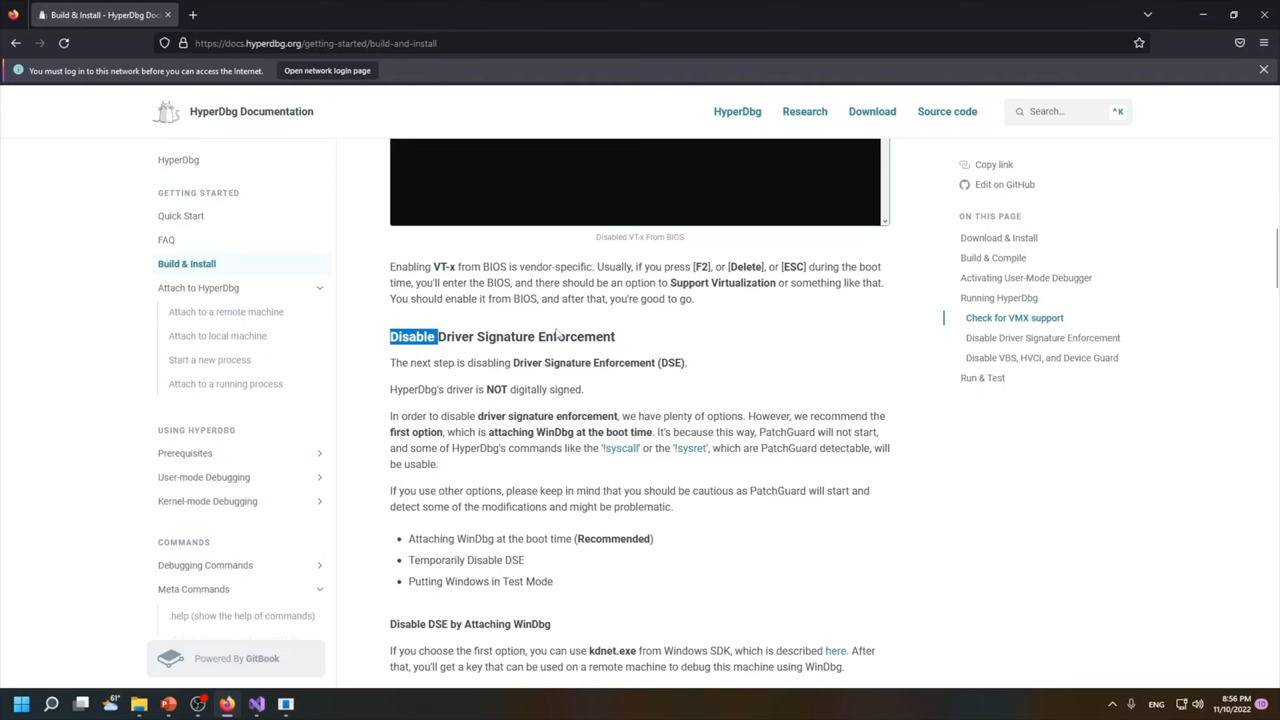 Build & Install - HyperDbg Doc
https://docs.hyperdbg.org/getting-started/build-and-install
You must log in to this network before you can access the Internet.
Open network login page
HyperDbg Documentation
HyperDbg
Research
Download
Source code
Search...
^K
HyperDbg
GETTING STARTED
Quick Start
FAQ
Build & Install
Attach to HyperDbg
Attach to a remote machine
Attach to local machine
Start a new process
Attach to a running process
USING HYPERDBG
Prerequisites
User-mode Debugging
Kernel-mode Debugging
COMMANDS
Debugging Commands
Meta Commands
.help (show the help of commands)
Powered By GitBook
Disabled VT-x From BIOS
Enabling VT-x from BIOS is vendor-specific. Usually, if you press [F2], or [Delete], or [ESC] during the boot
time, you'll enter the BIOS, and there should be an option to Support Virtualization or something like that.
You should enable it from BIOS, and after that, you're good to go.
Disable Driver Signature Enforcement
The next step is disabling Driver Signature Enforcement (DSE).
HyperDbg's driver is NOT digitally signed.
In order to disable driver signature enforcement, we have plenty of options. However, we recommend the
first option, which is attaching WinDbg at the boot time. It's because this way, PatchGuard will not start,
and some of HyperDbg's commands like the '!syscall' or the '!sysret', which are PatchGuard detectable, will
be usable.
If you use other options, please keep in mind that you should be cautious as PatchGuard will start and
detect some of the modifications and might be problematic.
• Attaching WinDbg at the boot time (Recommended)
• Temporarily Disable DSE
• Putting Windows in Test Mode
Disable DSE by Attaching WinDbg
If you choose the first option, you can use kdnet.exe from Windows SDK, which is described here. After
that, you'll get a key that can be used on a remote machine to debug this machine using WinDbg.
Copy link
Edit on GitHub
ON THIS PAGE
Download & Install
Build & Compile
Activating User-Mode Debugger
Running HyperDbg
Check for VMX support
Disable Driver Signature Enforcement
Disable VBS, HVCI, and Device Guard
Run & Test
61°
ENG
8:56 PM
11/10/2022
10